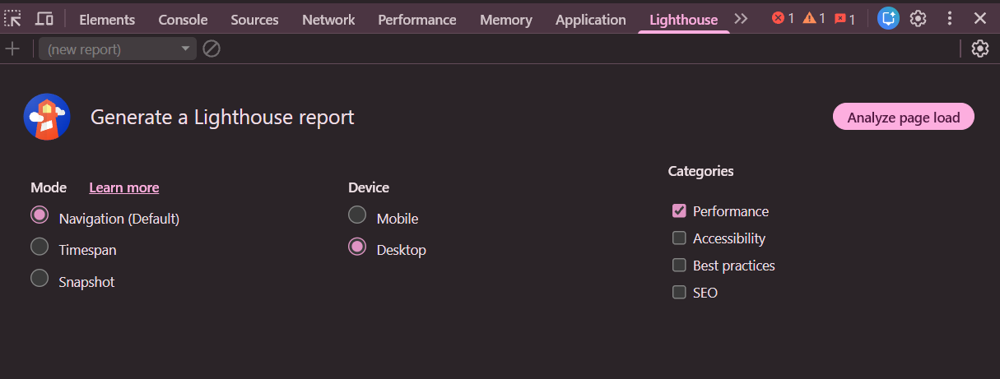 Elements Console Sources Network Performance Memory Application Lighthouse 1 1 1
(new report)
Generate a Lighthouse report
Analyze page load
Mode Learn more
Navigation (Default)
Timespan
Snapshot
Device
Mobile
Desktop
Categories
Performance
Accessibility
Best practices
SEO